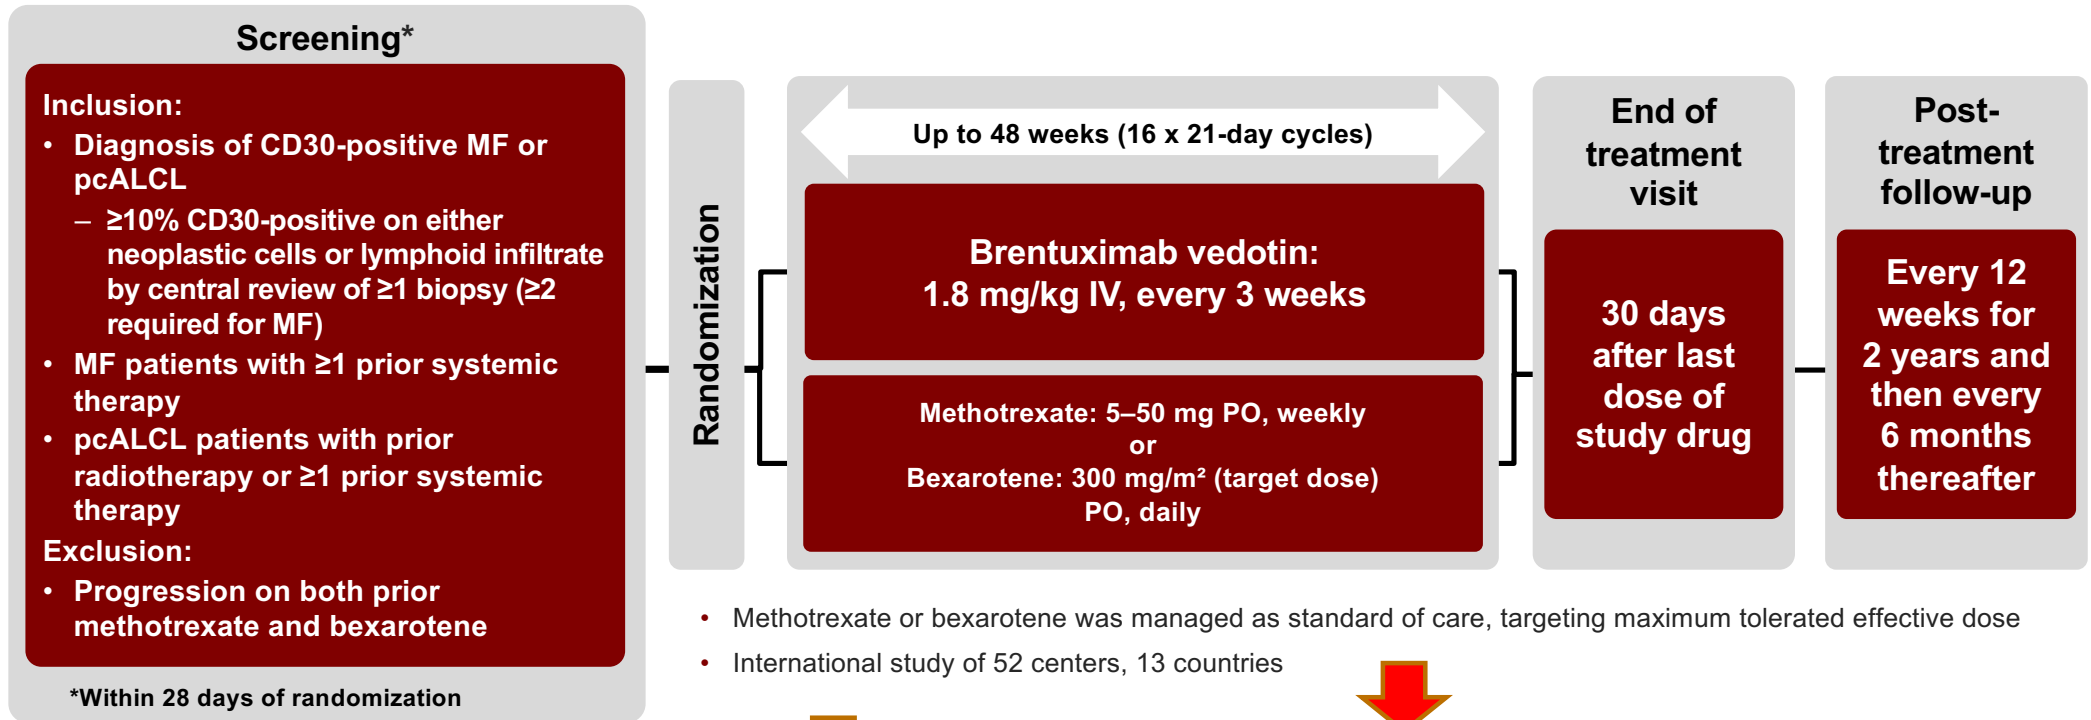 Screening*
Inclusion:
• Diagnosis of CD30-positive MF or
pcALCL
– ≥10% CD30-positive on either
neoplastic cells or lymphoid infiltrate
by central review of ≥1 biopsy (≥2
required for MF)
• MF patients with ≥1 prior systemic
therapy
• pcALCL patients with prior
radiotherapy or ≥1 prior systemic
therapy
Exclusion:
• Progression on both prior
methotrexate and bexarotene
*Within 28 days of randomization
Randomization
Up to 48 weeks (16 x 21-day cycles)
Brentuximab vedotin:
1.8 mg/kg IV, every 3 weeks
Methotrexate: 5–50 mg PO, weekly
or
Bexarotene: 300 mg/m² (target dose)
PO, daily
End of
treatment
visit
30 days
after last
dose of
study drug
Post-
treatment
follow-up
Every 12
weeks for
2 years and
then every
6 months
thereafter
• Methotrexate or bexarotene was managed as standard of care, targeting maximum tolerated effective dose
• International study of 52 centers, 13 countries